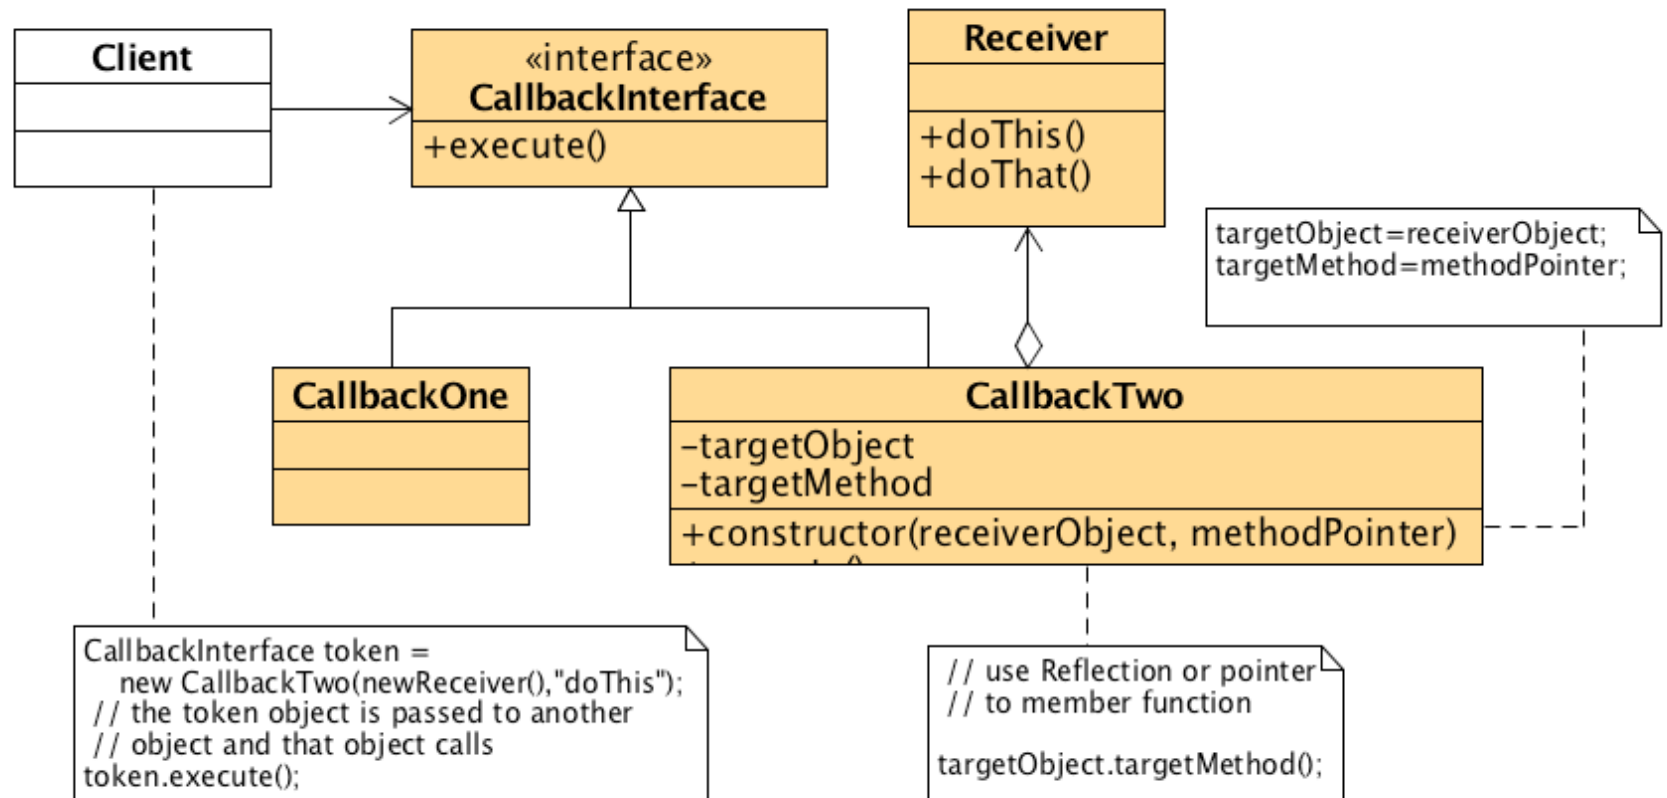 Client
«interface»
CallbackInterface
+execute()
Receiver
+doThis()
+doThat()
targetObject=receiverObject;
targetMethod=methodPointer;
CallbackOne
CallbackTwo
–targetObject
–targetMethod
+constructor(receiverObject, methodPointer)
CallbackInterface token =
new CallbackTwo(newReceiver(),"doThis");
// the token object is passed to another
// object and that object calls
token.execute();
// use Reflection or pointer
// to member function
targetObject.targetMethod();